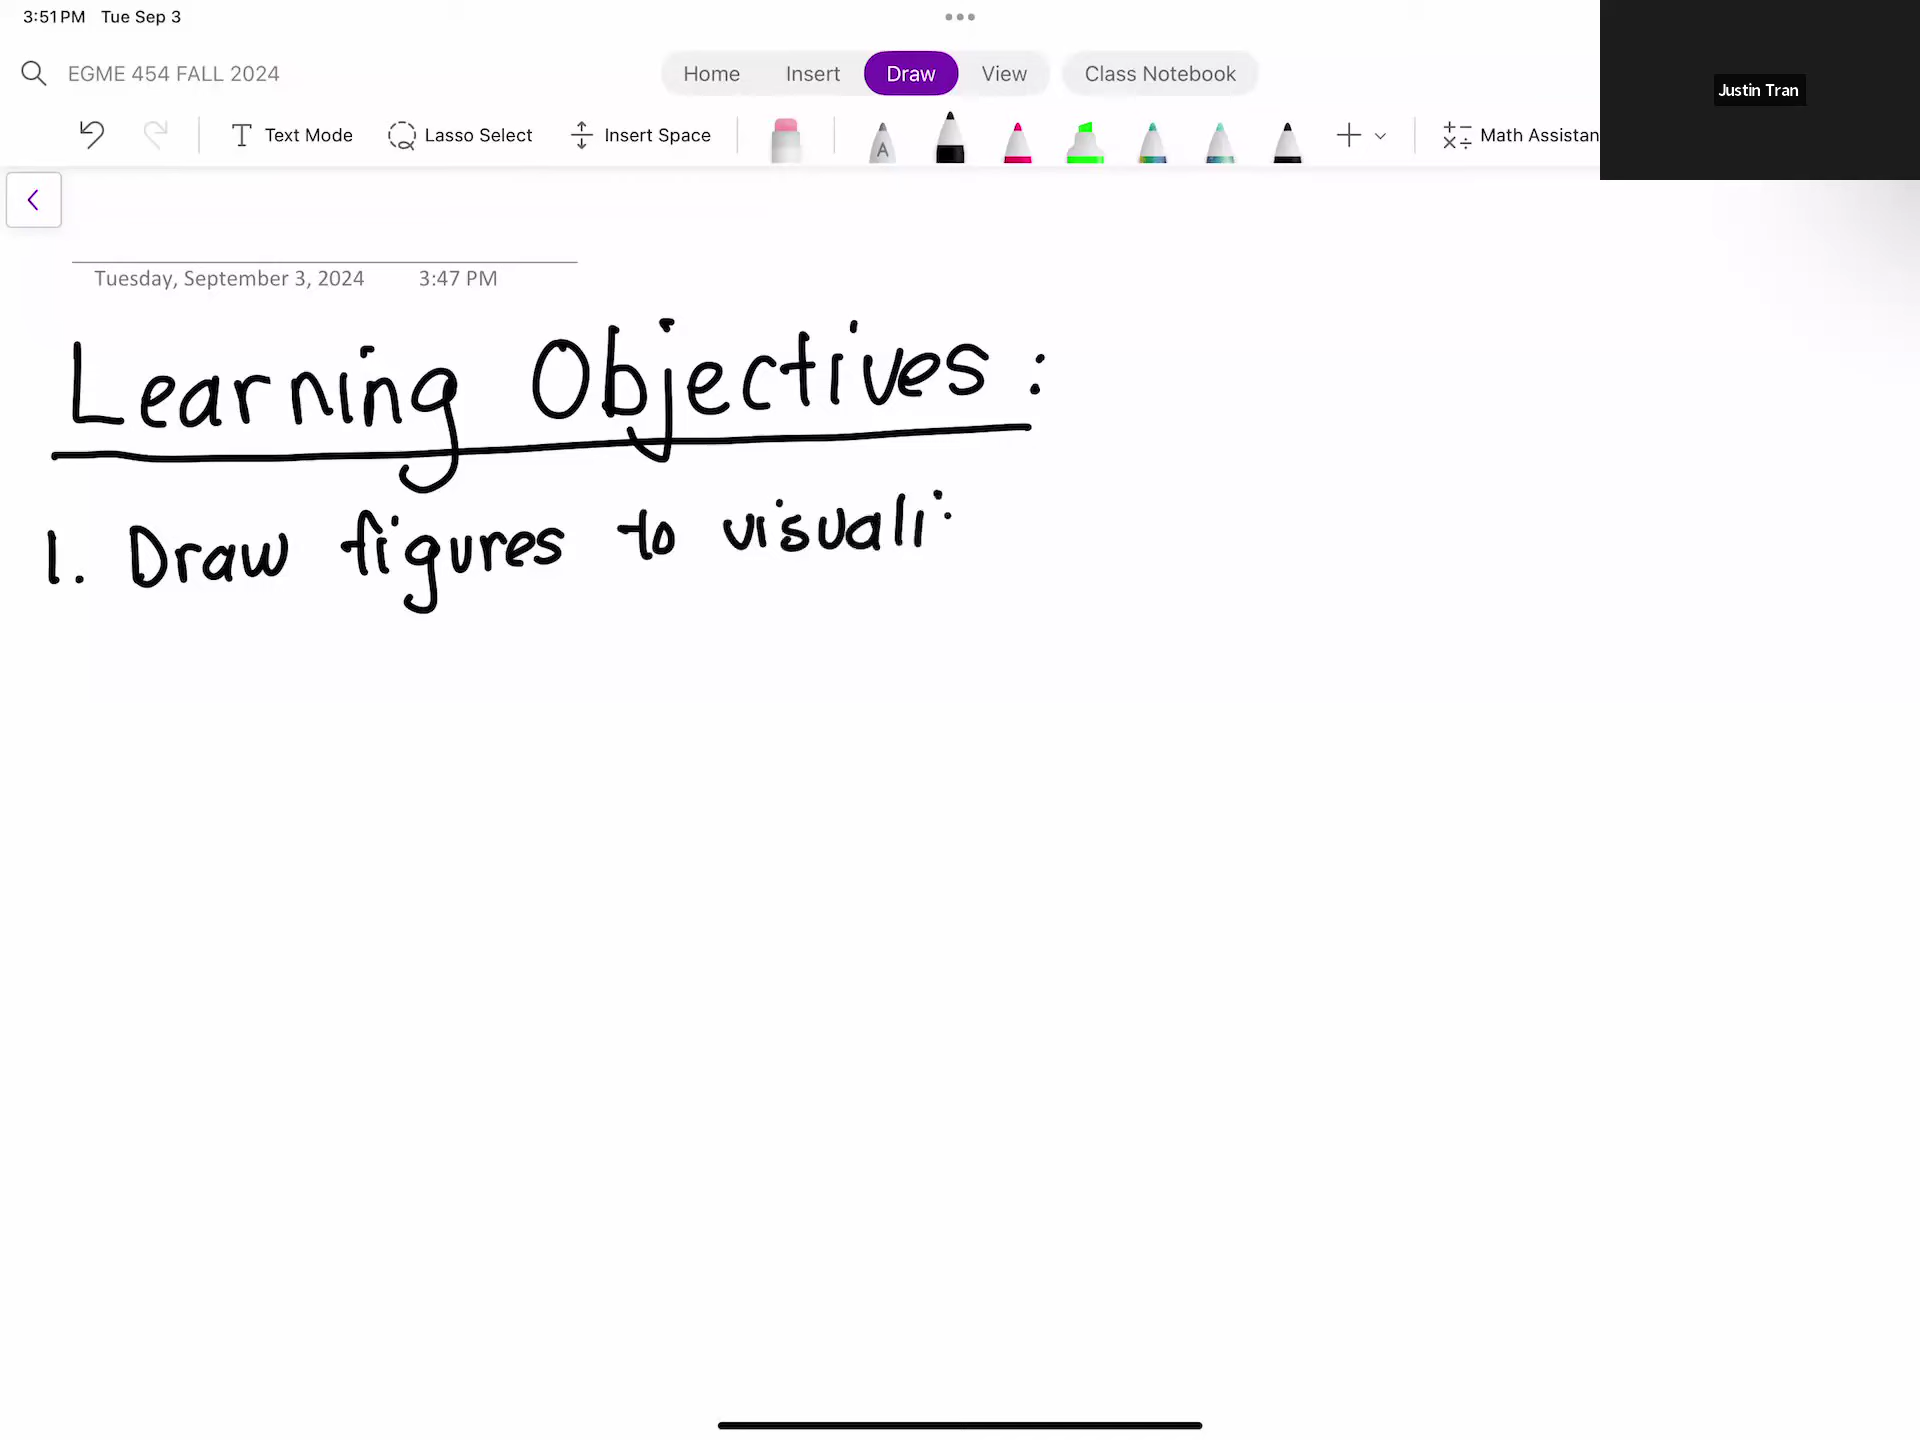 3:51 PM Tue Sep 3
Justin Tran
EGME 454 FALL 2024
Home Insert Draw View Class Notebook
Text Mode Lasso Select Insert Space A Math Assistan
Tuesday, September 3, 2024 3:47 PM
Learning Objectives:
1. Draw figures to visuali